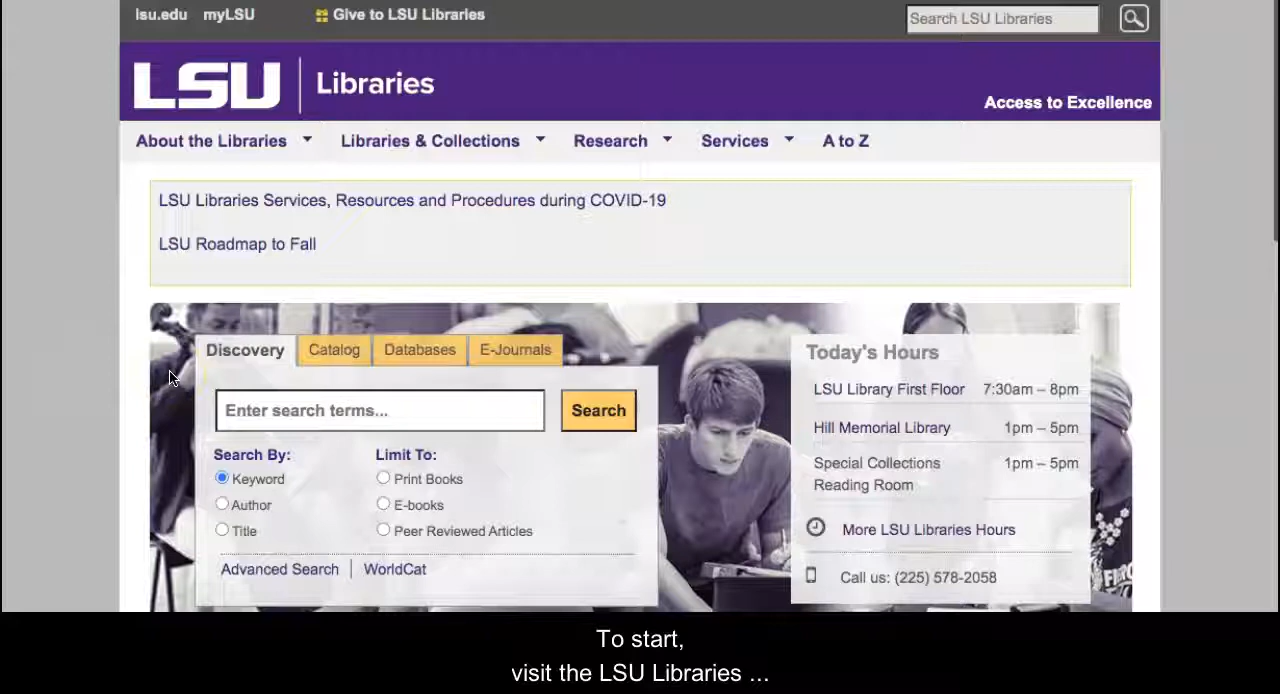 lsu.edu myLSU Give to LSU Libraries Search LSU Libraries
LSU Libraries
Access to Excellence
About the Libraries Libraries & Collections Research Services A to Z
LSU Libraries Services, Resources and Procedures during COVID-19
LSU Roadmap to Fall
Discovery Catalog Databases E-Journals
Enter search terms... Search
Search By: Limit To:
Keyword Print Books
Author E-books
Title Peer Reviewed Articles
Advanced Search | WorldCat
Today's Hours
LSU Library First Floor 7:30am – 8pm
Hill Memorial Library 1pm – 5pm
Special Collections 1pm – 5pm
Reading Room
More LSU Libraries Hours
Call us: (225) 578-2058
To start,
visit the LSU Libraries ...